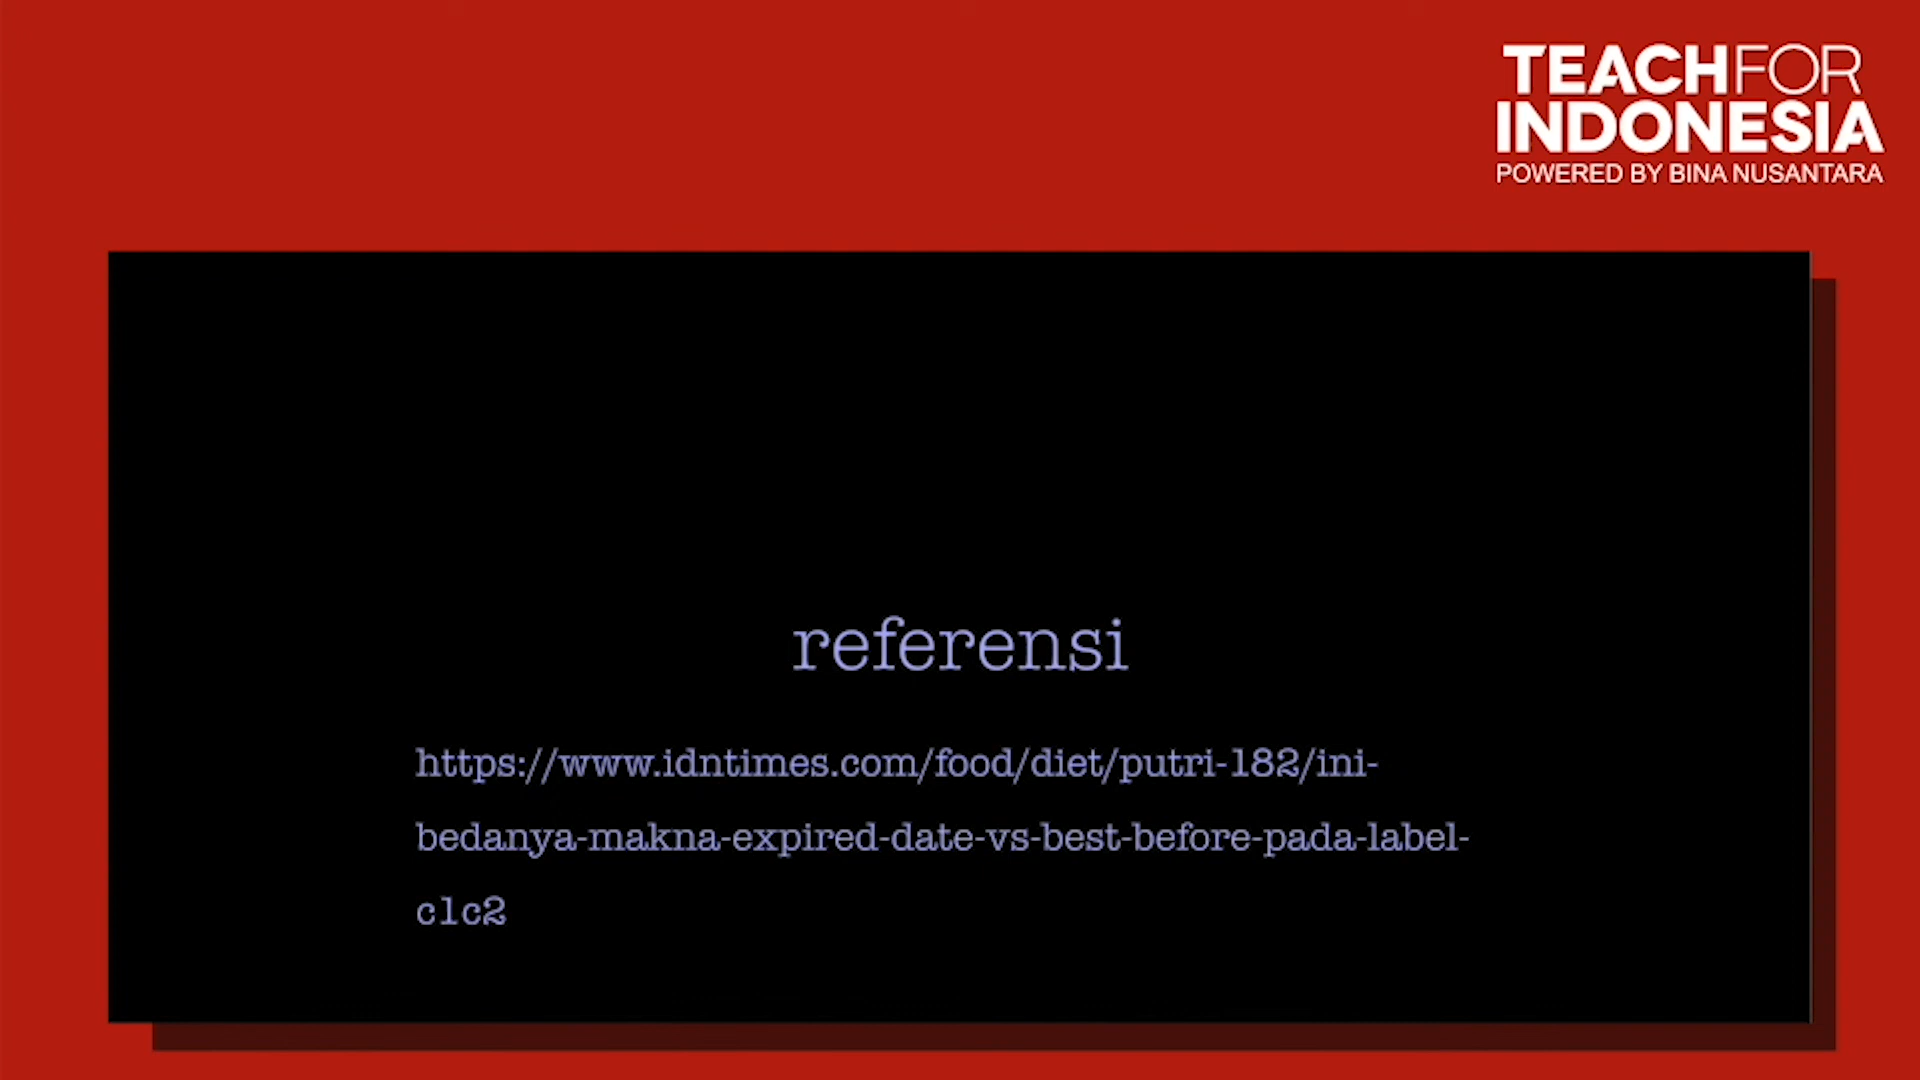 TEACHFOR
INDONESIA
POWERED BY BINA NUSANTARA
referensi
https://www.idntimes.com/food/diet/putri-182/ini-
bedanya-makna-expired-date-vs-best-before-pada-label-
c1c2